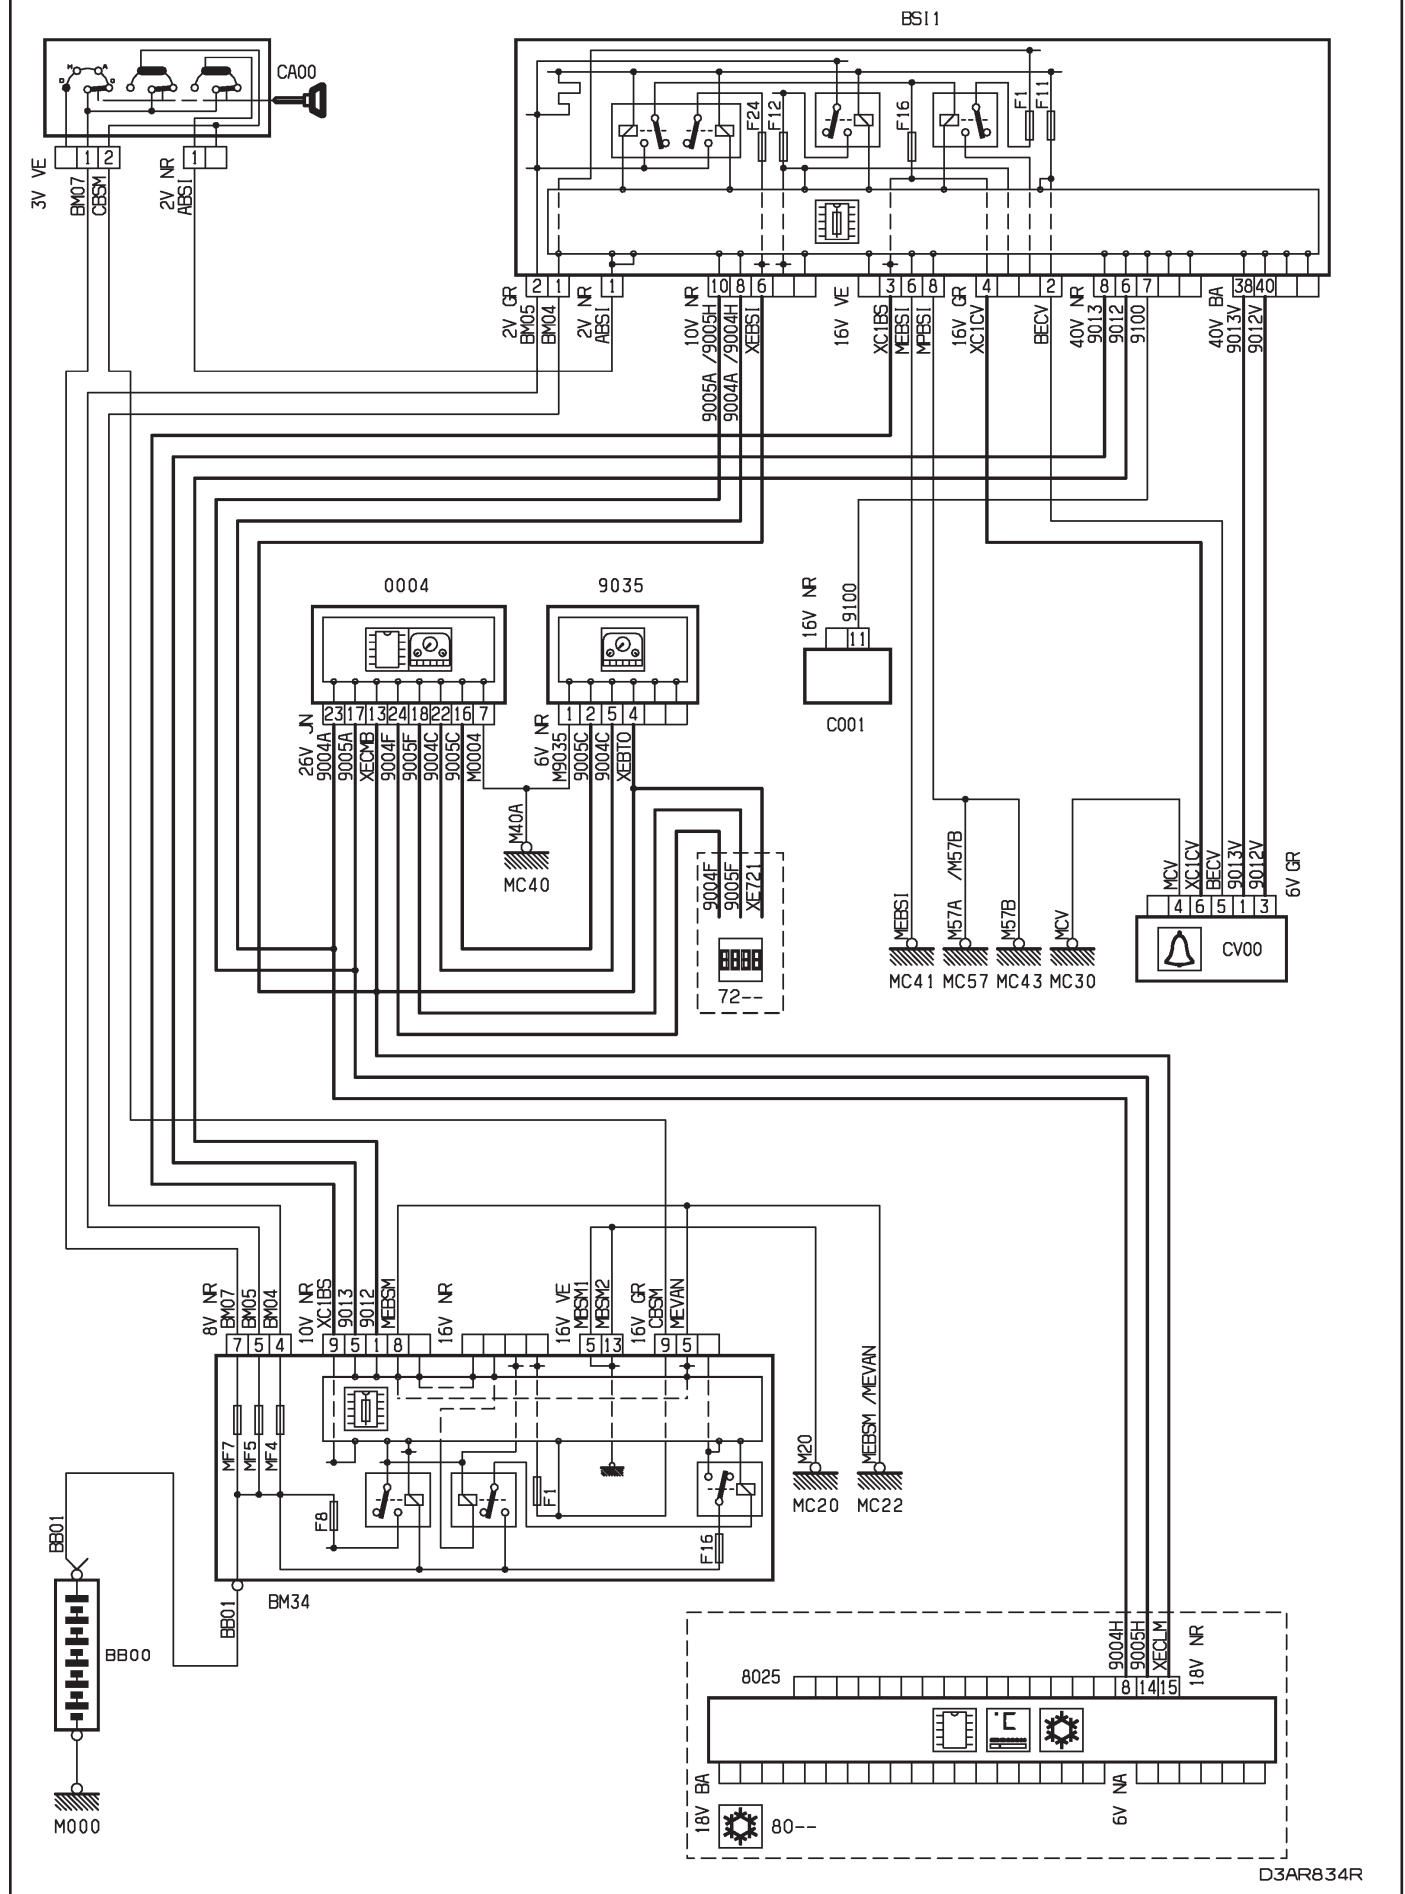 BSI1
CA00
M A
D G
F24
F12
F16
F1
F11
3V VE
1 2
BM07
CBSM
2V NR
1
ABSI
2 1
2V GR
BM05
BM04
1
2V NR
ABSI
10 8 6
10V NR
9005A /9005H
9004A /9004H
XEBSI
3 6 8
16V VE
XC1BS
MEBSI
MPBSI
4 2
16V GR
XC1CV
BECV
8 6 7
40V NR
9013
9012
9100
38 40
40V BA
9013V
9012V
0004
23 17 13 24 18 22 16 7
26V JN
9004A
9005A
XECMB
9004F
9005F
9004C
9005C
M0004
9035
1 2 5 4
6V NR
M9035
9005C
9004C
XEBTO
M40A
MC40
16V NR
9100
11
C001
9004F
9005F
XE721
72--
MEBSI
MC41
M57A /M57B
MC57
M57B
MC43
MCV
MC30
MCV
XC1CV
BECV
9013V
9012V
6V GR
4 6 5 1 3
CV00
8V NR
BM07
BM05
BM04
7 5 4
10V NR
XC1BS
9013
9012
MEBSM
9 5 1 8
16V NR
16V VE
MBSM1
MBSM2
5 13
16V GR
CBSM
MEVAN
9 5
MF7
MF5
MF4
F8
F1
F16
M20
MC20
MEBSM /MEVAN
MC22
BB01
BB01
BM34
BB00
M000
9004H
9005H
XECLM
18V NR
8025
8 14 15
°C
18V BA
6V NA
80--
D3AR834R